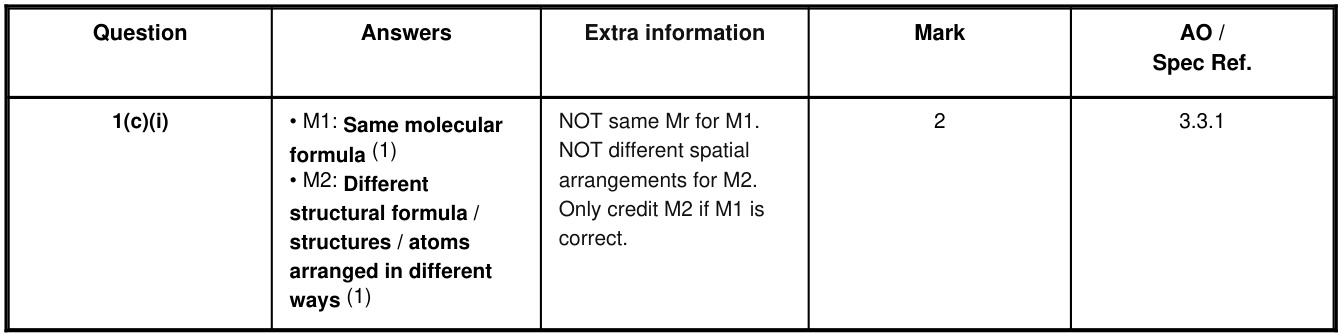 Question Answers Extra information Mark AO /
Spec Ref.
1(c)(i)
• M1: Same molecular
formula (1)
• M2: Different
structural formula /
structures / atoms
arranged in different
ways (1)
NOT same Mr for M1.
NOT different spatial
arrangements for M2.
Only credit M2 if M1 is
correct.
2
3.3.1